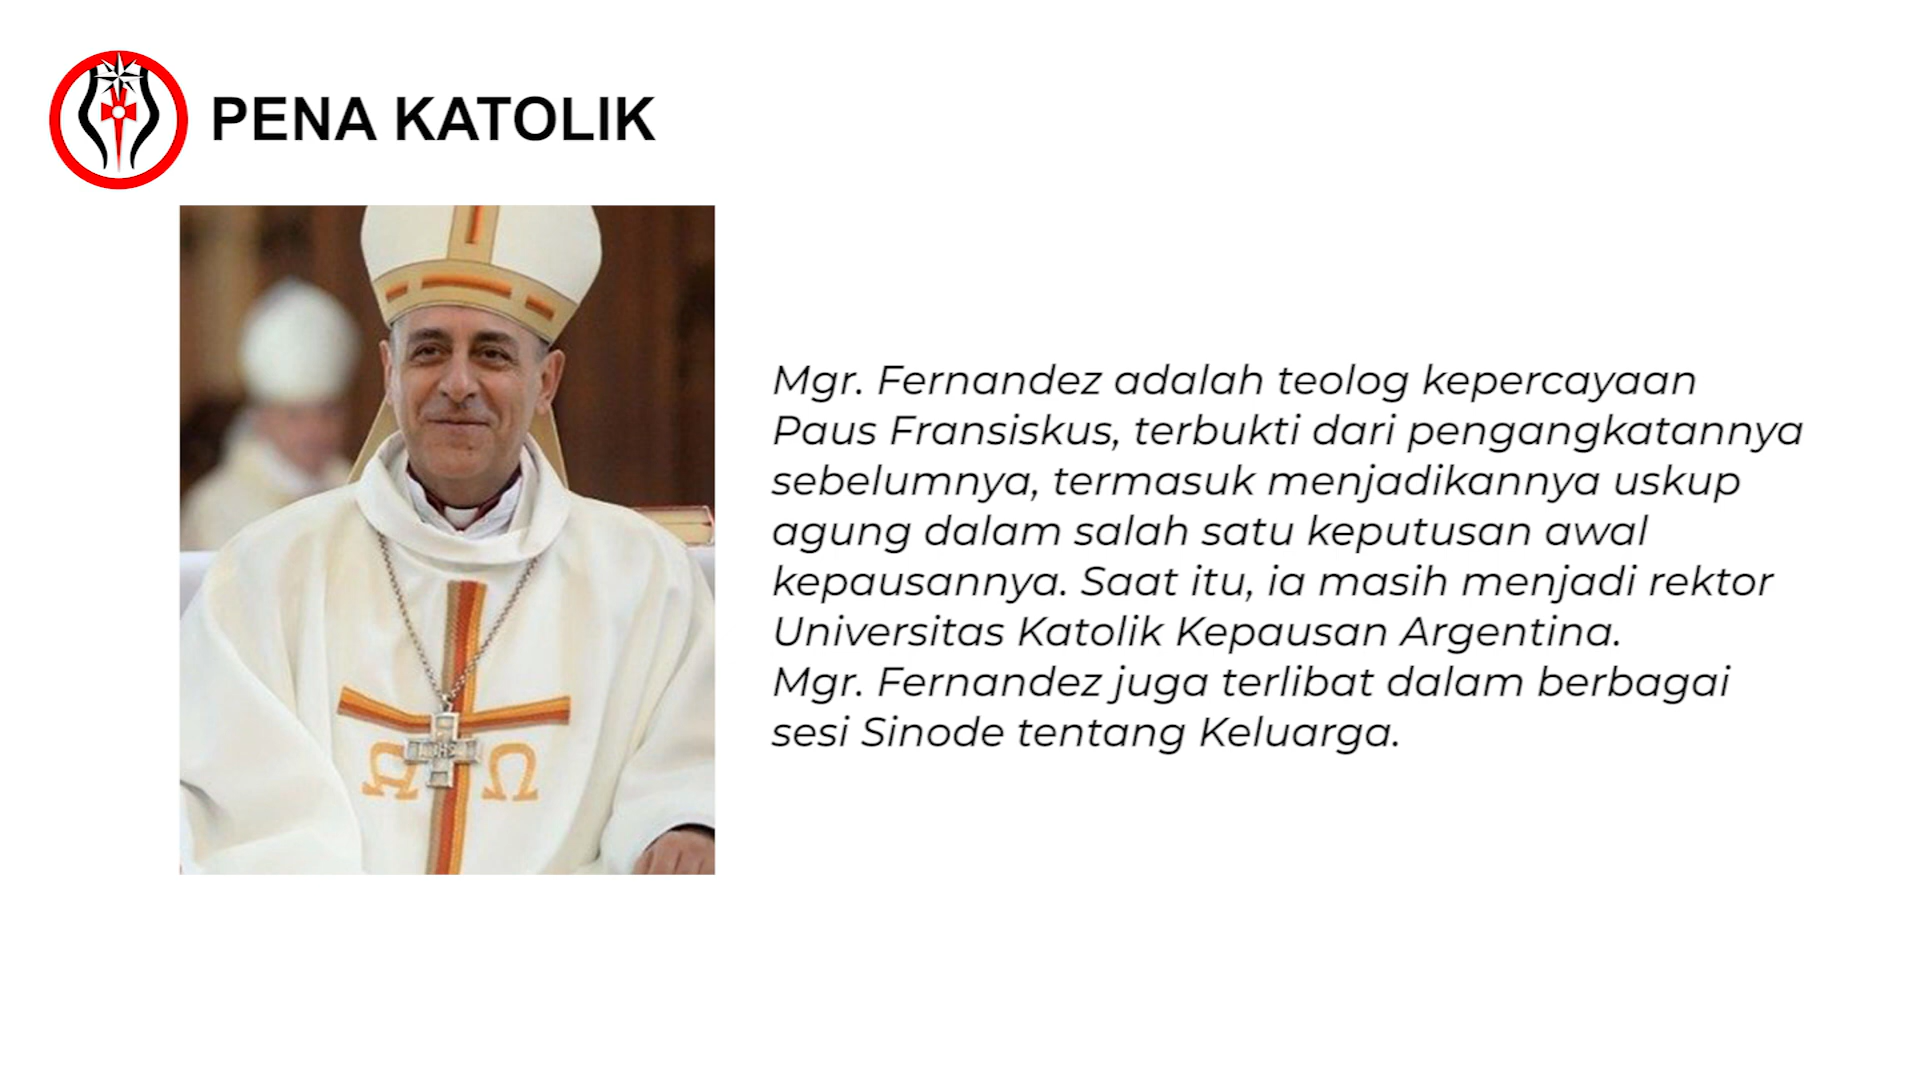 PENA KATOLIK
Mgr. Fernandez adalah teolog kepercayaan
Paus Fransiskus, terbukti dari pengangkatannya
sebelumnya, termasuk menjadikannya uskup
agung dalam salah satu keputusan awal
kepausannya. Saat itu, ia masih menjadi rektor
Universitas Katolik Kepausan Argentina.
Mgr. Fernandez juga terlibat dalam berbagai
sesi Sinode tentang Keluarga.
IHS
Α Ω